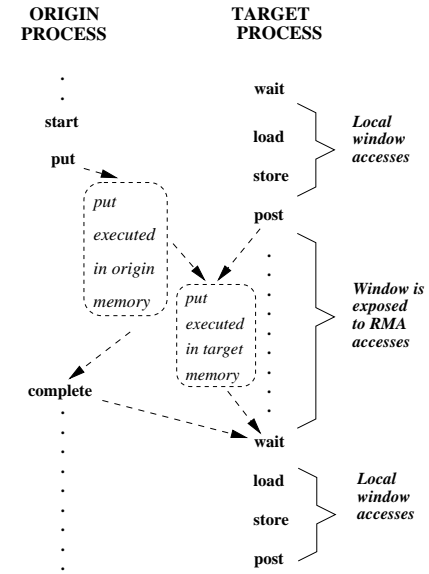 ORIGIN
PROCESS
TARGET
PROCESS
wait
start
load
Local
window
accesses
put
store
put
executed
in origin
memory
post
put
executed
in target
memory
Window is
exposed
to RMA
accesses
complete
wait
load
store
post
Local
window
accesses